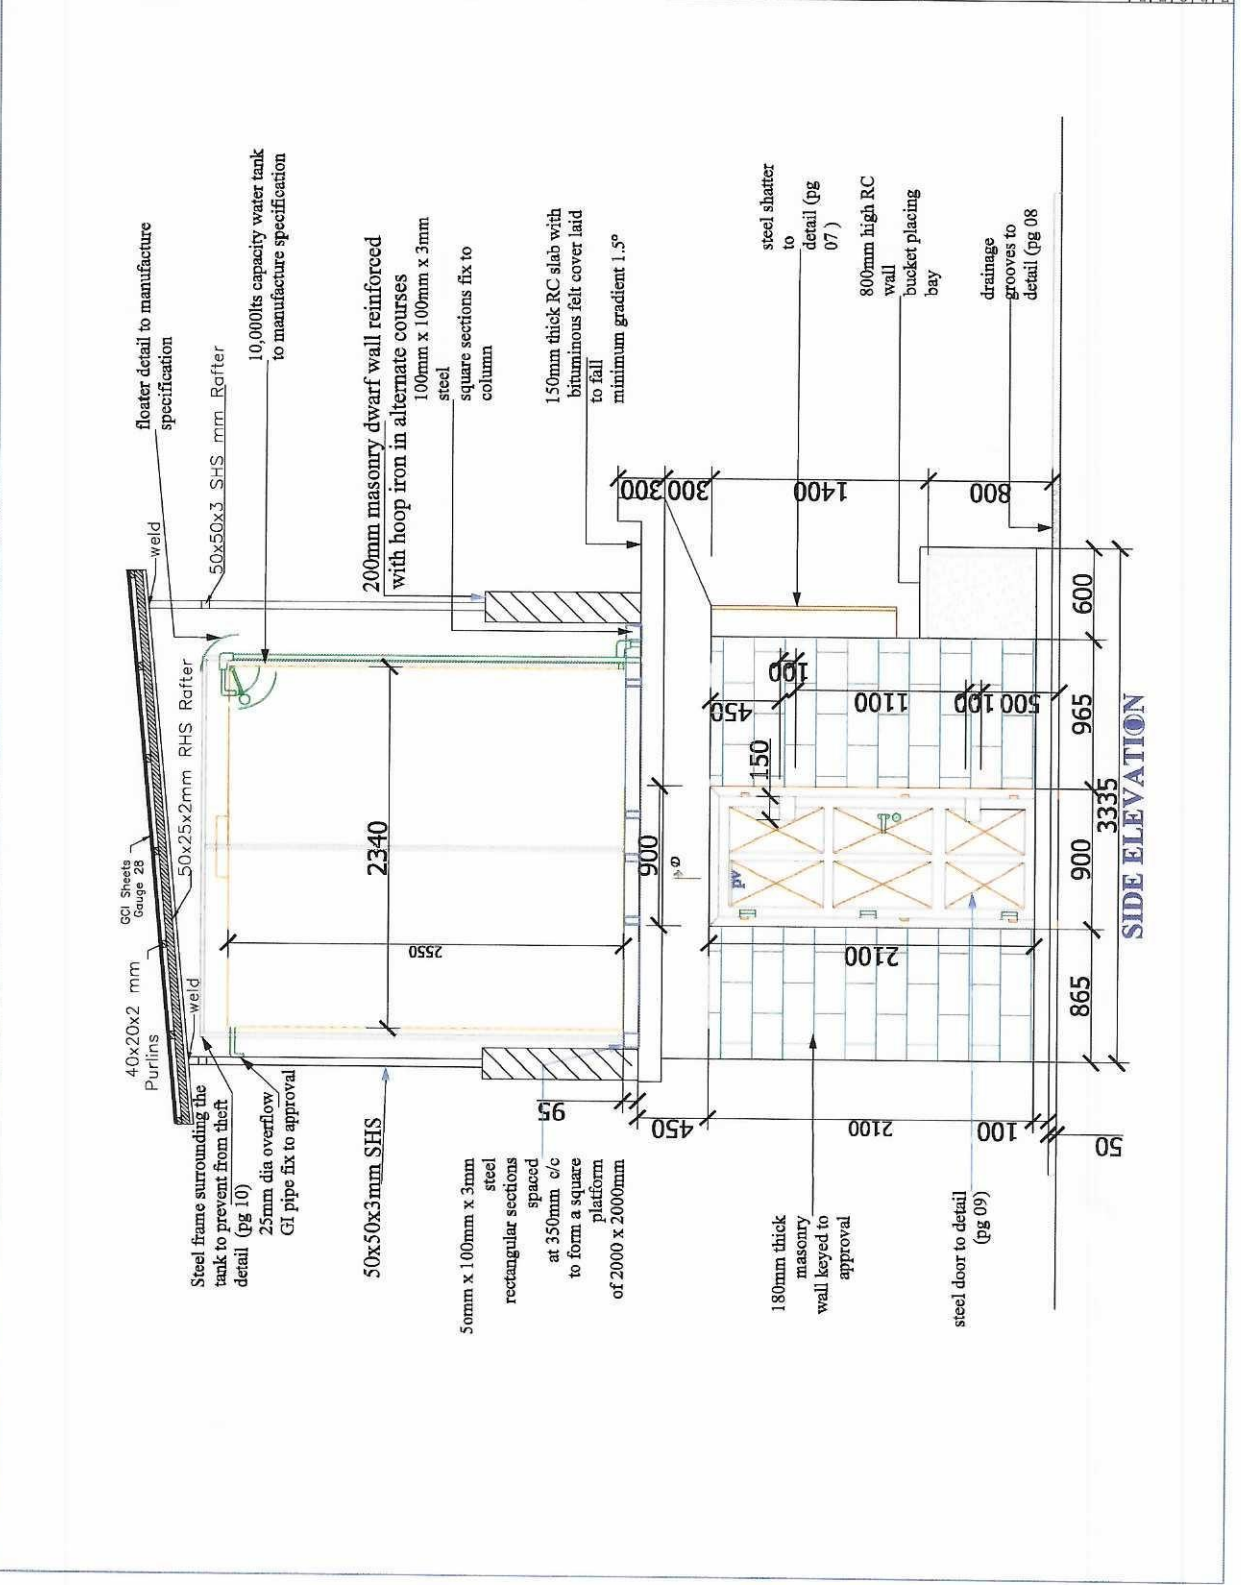 floater detail to manufacture
specification
weld
50x50x3 SHS mm Rafter
10,000lts capacity water tank
to manufacture specification
200mm masonry dwarf wall reinforced
with hoop iron in alternate courses
100mm x 100mm x 3mm
steel
square sections fix to
column
150mm thick RC slab with
bituminous felt cover laid
to fall
minimum gradient 1.5°
steel shatter
to
detail (pg
07 )
800mm high RC
wall
bucket placing
bay
drainage
grooves to
detail (pg 08
GCI Sheets
Gauge 28
50x25x2mm RHS Rafter
40x20x2 mm
Purlins
weld
Steel frame surrounding the
tank to prevent from theft
detail (pg 10)
25mm dia overflow
GI pipe fix to approval
50x50x3mm SHS
5omm x 100mm x 3mm
steel
rectangular sections
spaced
at 350mm c/c
to form a square
platform
of 2000 x 2000mm
180mm thick
masonry
wall keyed to
approval
steel door to detail
(pg 09)
2340
2550
900
95
450
2100
100
50
300
300
1400
800
100
450
1100
100
500
150
pv
2100
865
900
965
600
3335
SIDE ELEVATION